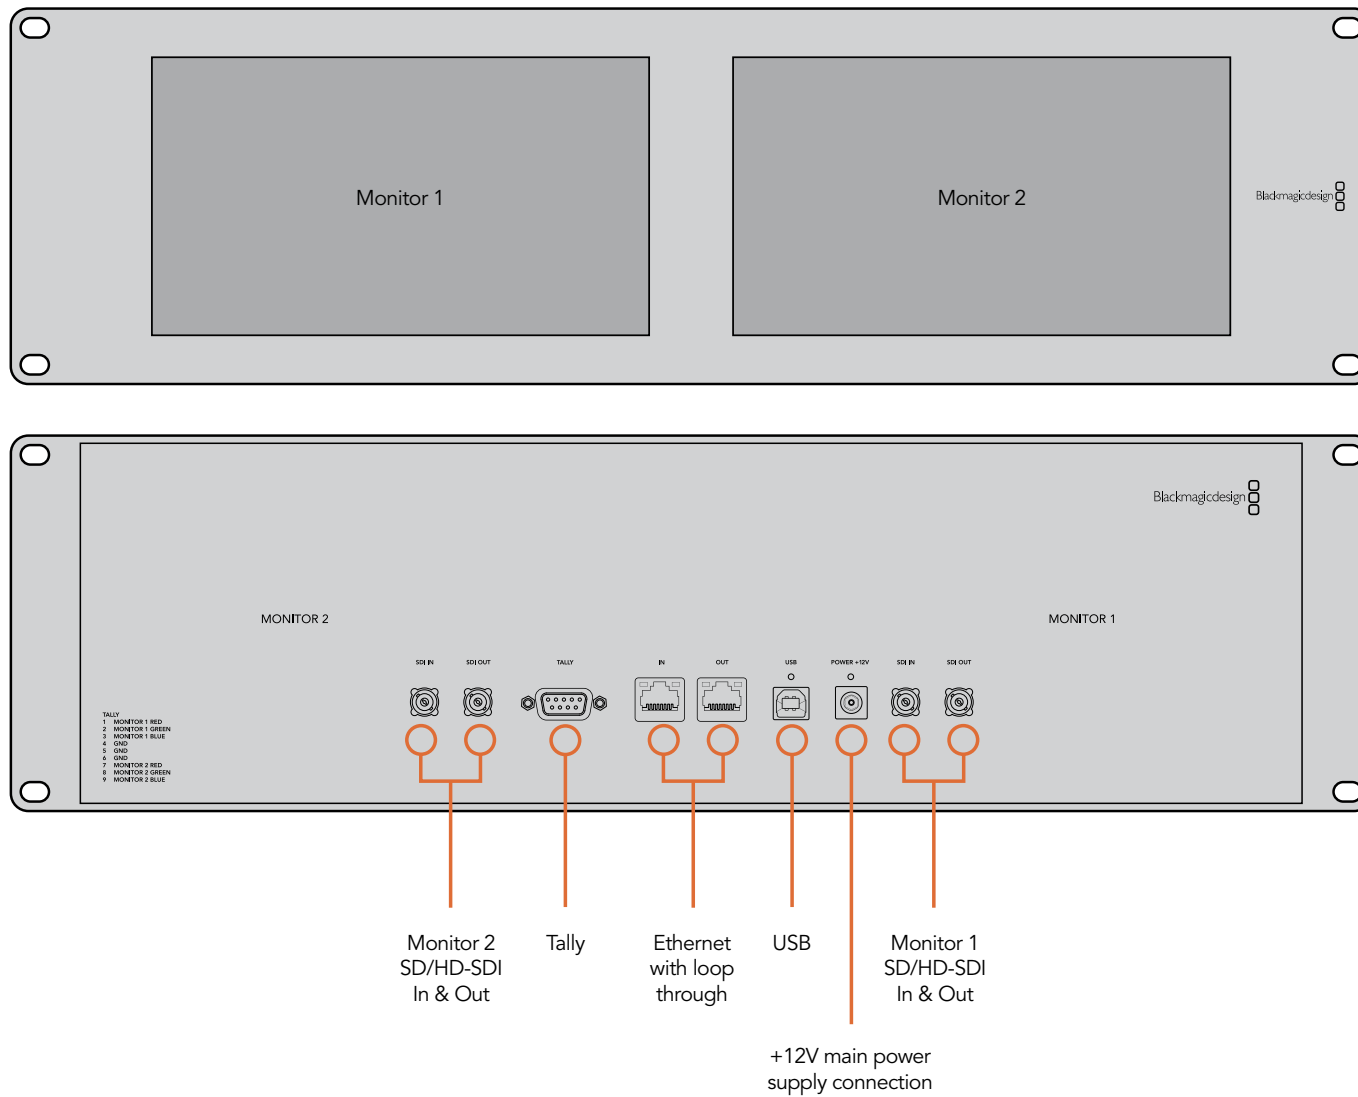 Monitor 1
Monitor 2
Blackmagicdesign
Blackmagicdesign
MONITOR 2
MONITOR 1
SDI IN
SDI OUT
TALLY
IN
OUT
USB
POWER +12V
SDI IN
SDI OUT
TALLY
1 MONITOR 1 RED
2 MONITOR 1 GREEN
3 MONITOR 1 BLUE
4 GND
5 GND
6 GND
7 MONITOR 2 RED
8 MONITOR 2 GREEN
9 MONITOR 2 BLUE
Monitor 2
SD/HD-SDI
In & Out
Tally
Ethernet
with loop
through
USB
Monitor 1
SD/HD-SDI
In & Out
+12V main power
supply connection